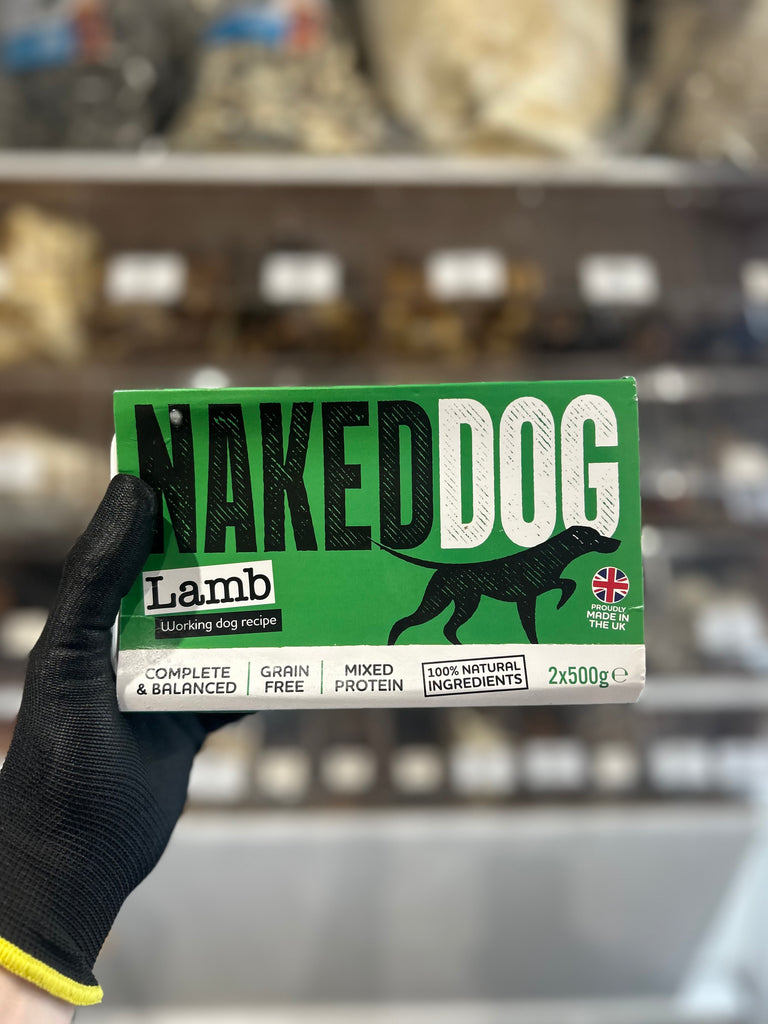 NAKEDDOG
Lamb
Working dog recipe
PROUDLY
MADE IN
THE UK
COMPLETE
& BALANCED
GRAIN
FREE
MIXED
PROTEIN
100% NATURAL
INGREDIENTS
2x500g ℮